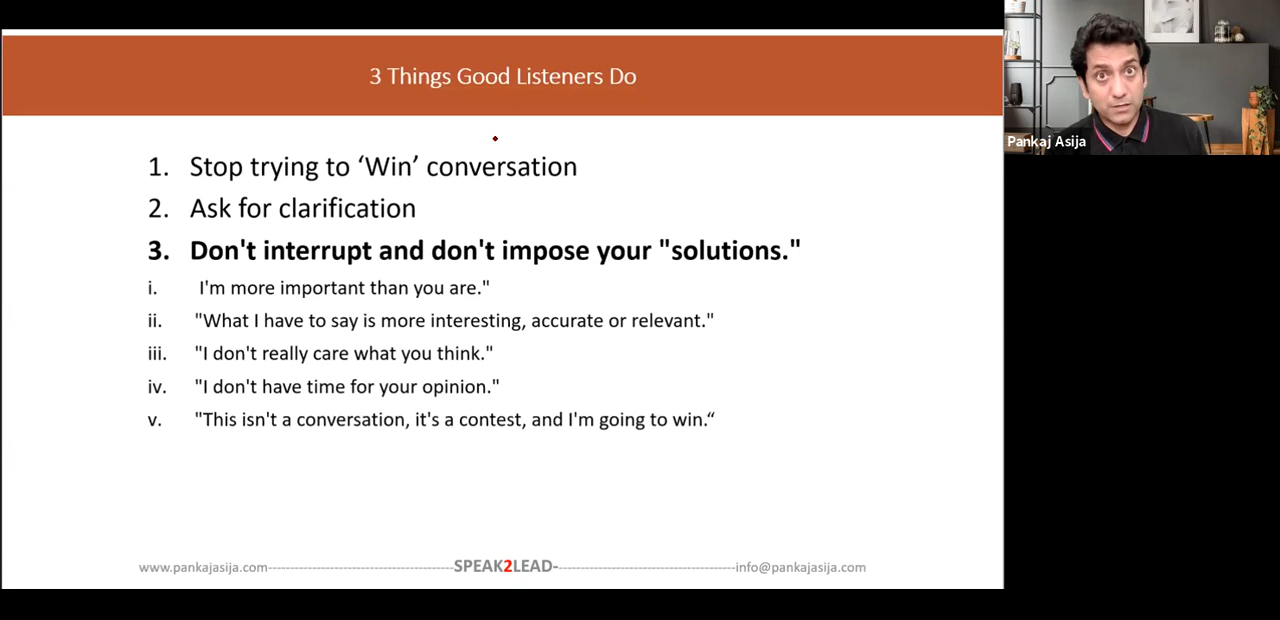 3 Things Good Listeners Do
1. Stop trying to ‘Win’ conversation
2. Ask for clarification
3. Don't interrupt and don't impose your "solutions."
i. I'm more important than you are."
ii. "What I have to say is more interesting, accurate or relevant."
iii. "I don't really care what you think."
iv. "I don't have time for your opinion."
v. "This isn't a conversation, it's a contest, and I'm going to win.“
www.pankajasija.com-------------------------------------------SPEAK2LEAD-----------------------------------------info@pankajasija.com
Pankaj Asija